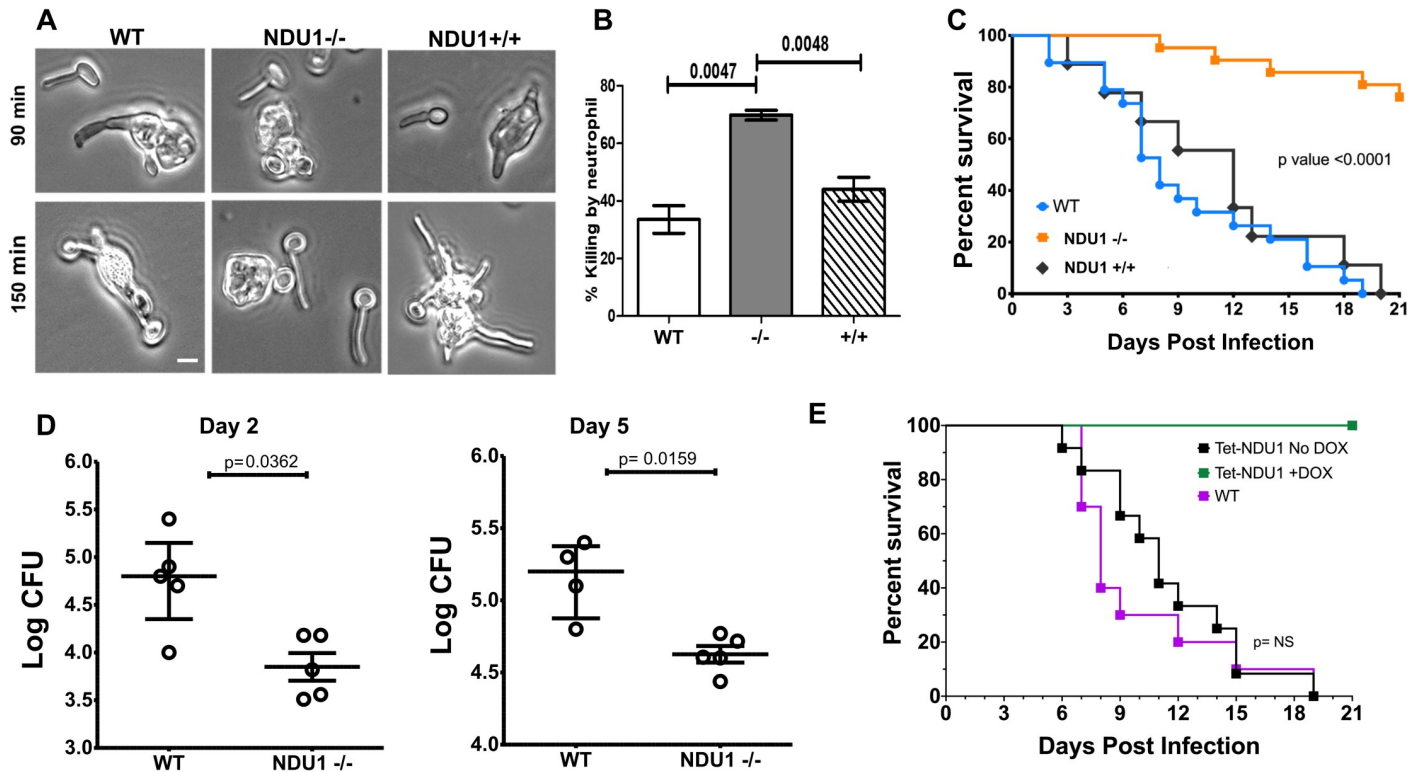 A
WT
NDU1-/-
NDU1+/+
90 min
150 min
B
0.0048
0.0047
% Killing by neutrophil
80
60
40
20
0
WT
-/-
+/+
C
Percent survival
100
80
60
40
20
0
p value <0.0001
WT
NDU1 -/-
NDU1 +/+
0
3
6
9
12
15
18
21
Days Post Infection
D
Day 2
p=0.0362
Log CFU
6.0
5.5
5.0
4.5
4.0
3.5
3.0
WT
NDU1 -/-
Day 5
p= 0.0159
Log CFU
6.0
5.5
5.0
4.5
4.0
WT
NDU1 -/-
E
Percent survival
100
80
60
40
20
0
Tet-NDU1 No DOX
Tet-NDU1 +DOX
WT
p= NS
0
3
6
9
12
15
18
21
Days Post Infection